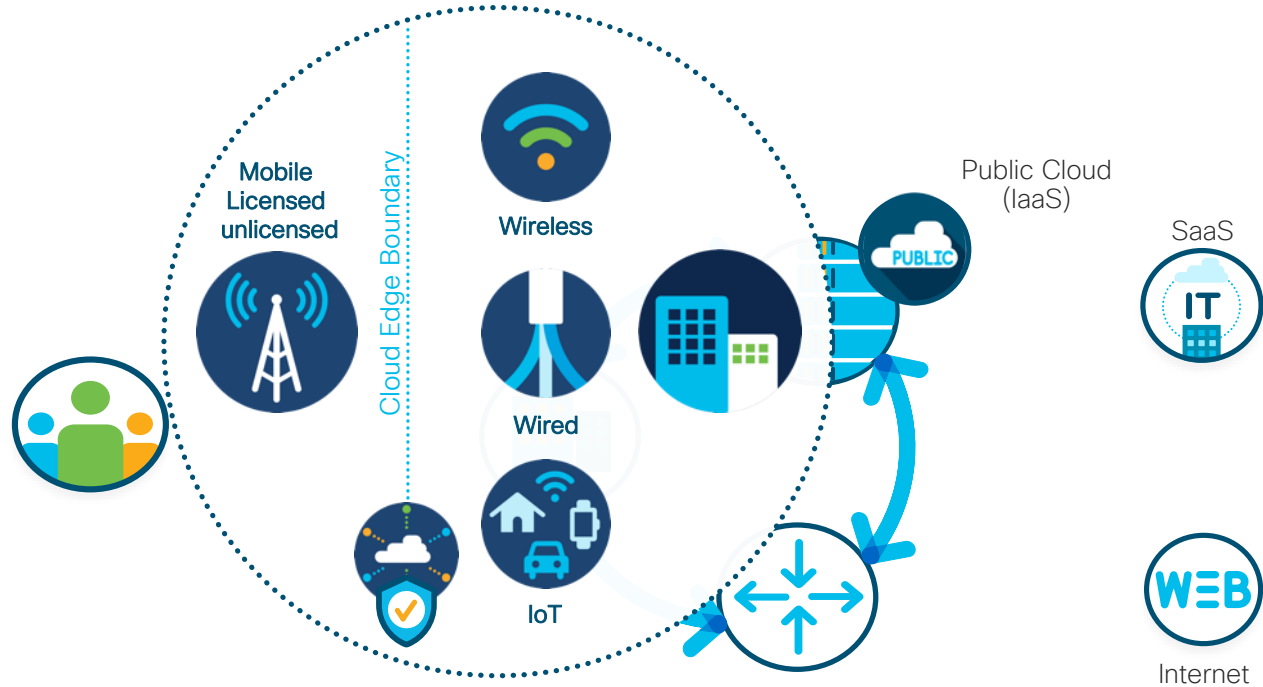 Mobile
Licensed
unlicensed
Cloud Edge Boundary
Wireless
Wired
IoT
Public Cloud
(IaaS)
PUBLIC
SaaS
IT
WEB
Internet